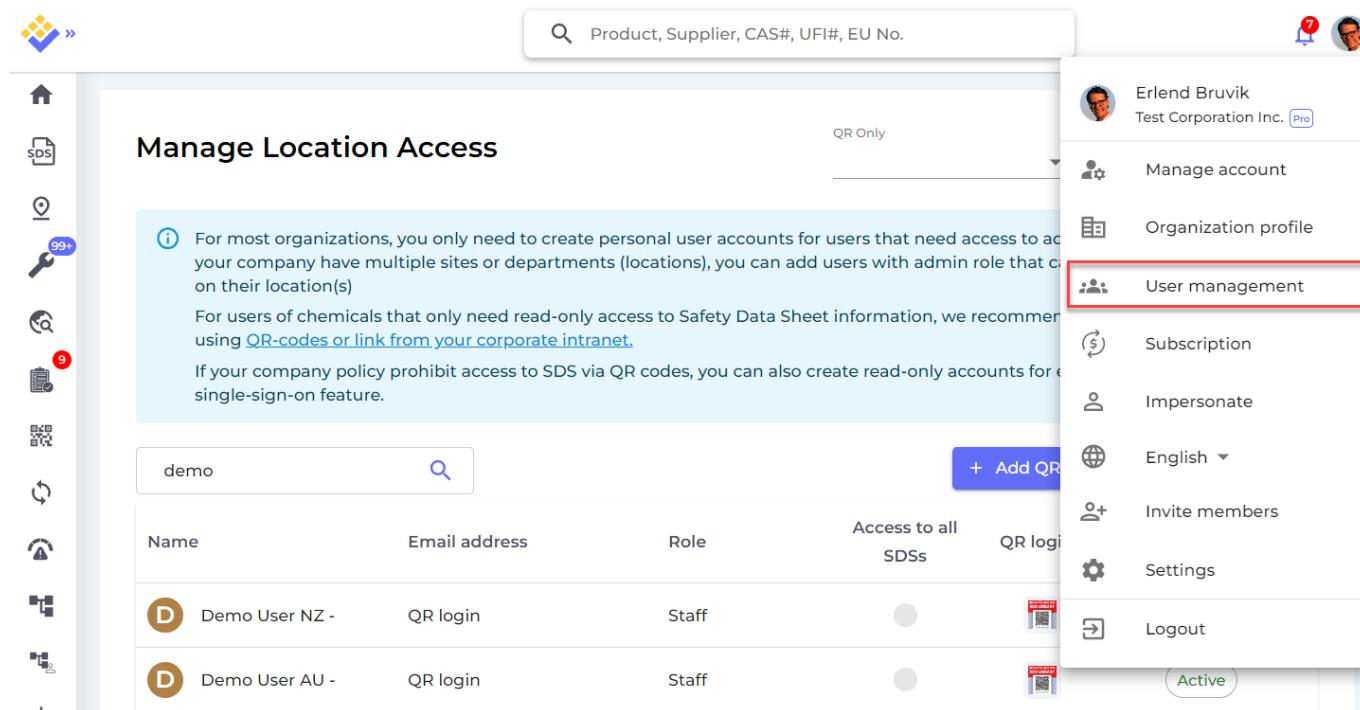 Product, Supplier, CAS#, UFI#, EU No.
7
Erlend Bruvik
Test Corporation Inc. Pro
Manage account
Organization profile
User management
Subscription
Impersonate
English
Invite members
Settings
Logout
SDS
99+
9
Manage Location Access
QR Only
For most organizations, you only need to create personal user accounts for users that need access to
your company have multiple sites or departments (locations), you can add users with admin role that
on their location(s)
For users of chemicals that only need read-only access to Safety Data Sheet information, we
using QR-codes or link from your corporate intranet.
If your company policy prohibit access to SDS via QR codes, you can also create read-only accounts for
single-sign-on feature.
demo
+ Add QR
Name Email address Role Access to all SDSs QR
D Demo User NZ - QR login Staff
D Demo User AU - QR login Staff Active